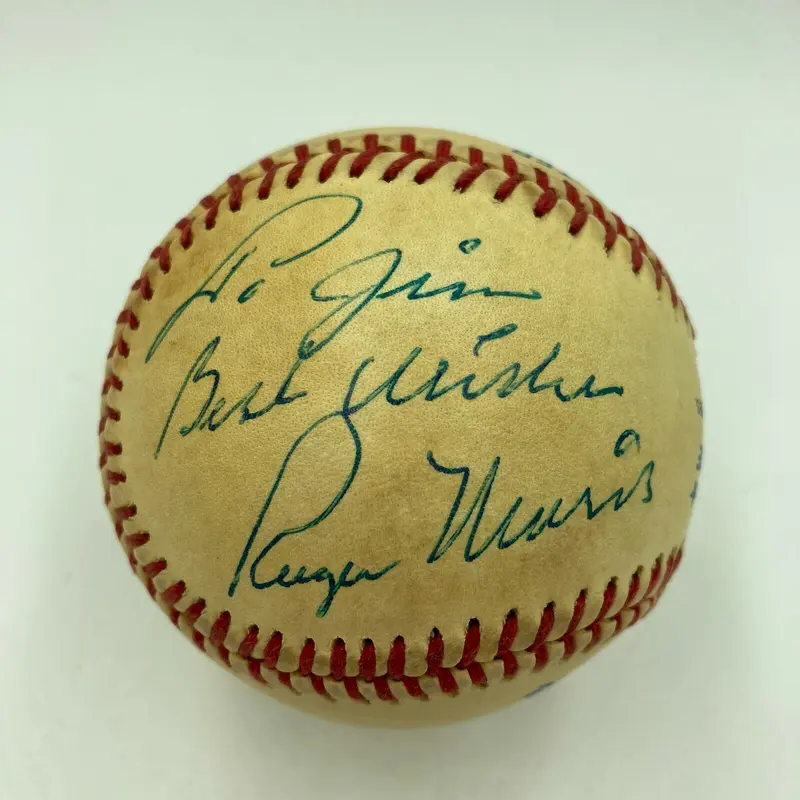 To Jim
Best Wishes
Roger Maris